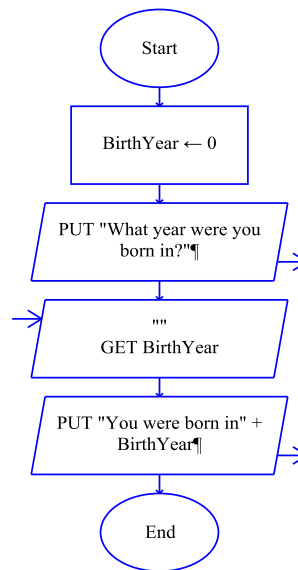 Start
BirthYear ← 0
PUT "What year were you
born in?"¶
""
GET BirthYear
PUT "You were born in" +
BirthYear¶
End